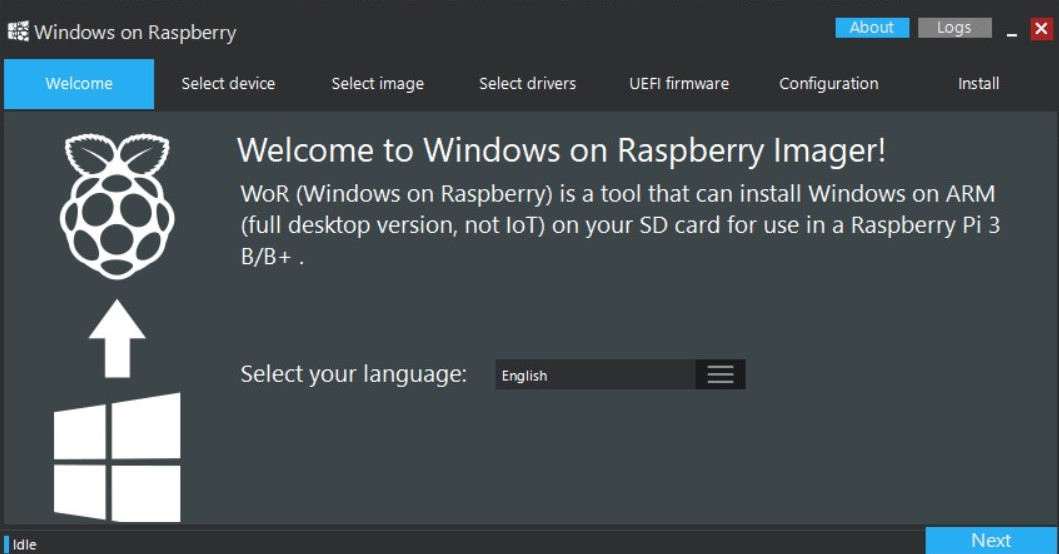 Windows on Raspberry
About
Logs
Welcome
Select device
Select image
Select drivers
UEFI firmware
Configuration
Install
Welcome to Windows on Raspberry Imager!
WoR (Windows on Raspberry) is a tool that can install Windows on ARM
(full desktop version, not IoT) on your SD card for use in a Raspberry Pi 3
B/B+ .
Select your language:
English
Idle
Next